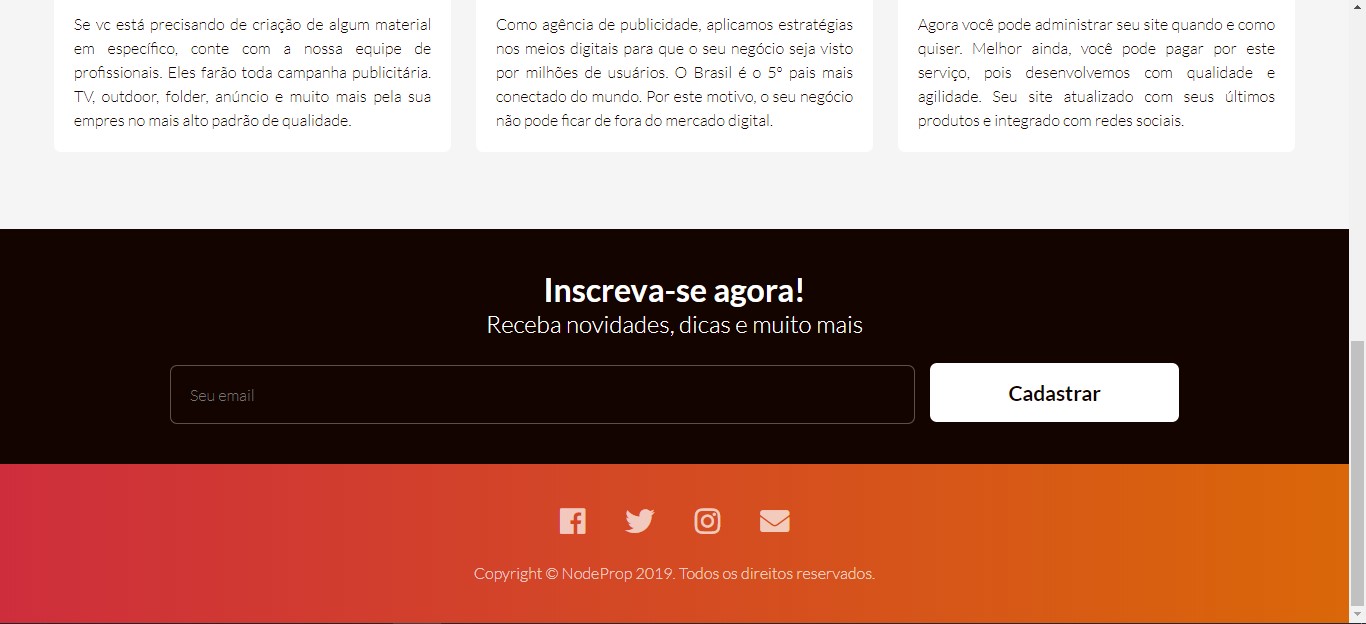 Se vc está precisando de criação de algum material
em específico, conte com a nossa equipe de
profissionais. Eles farão toda campanha publicitária.
TV, outdoor, folder, anúncio e muito mais pela sua
empres no mais alto padrão de qualidade.
Como agência de publicidade, aplicamos estratégias
nos meios digitais para que o seu negócio seja visto
por milhões de usuários. O Brasil é o 5º pais mais
conectado do mundo. Por este motivo, o seu negócio
não pode ficar de fora do mercado digital.
Agora você pode administrar seu site quando e como
quiser. Melhor ainda, você pode pagar por este
serviço, pois desenvolvemos com qualidade e
agilidade. Seu site atualizado com seus últimos
produtos e integrado com redes sociais.
Inscreva-se agora!
Receba novidades, dicas e muito mais
Seu email
Cadastrar
Copyright © NodeProp 2019. Todos os direitos reservados.